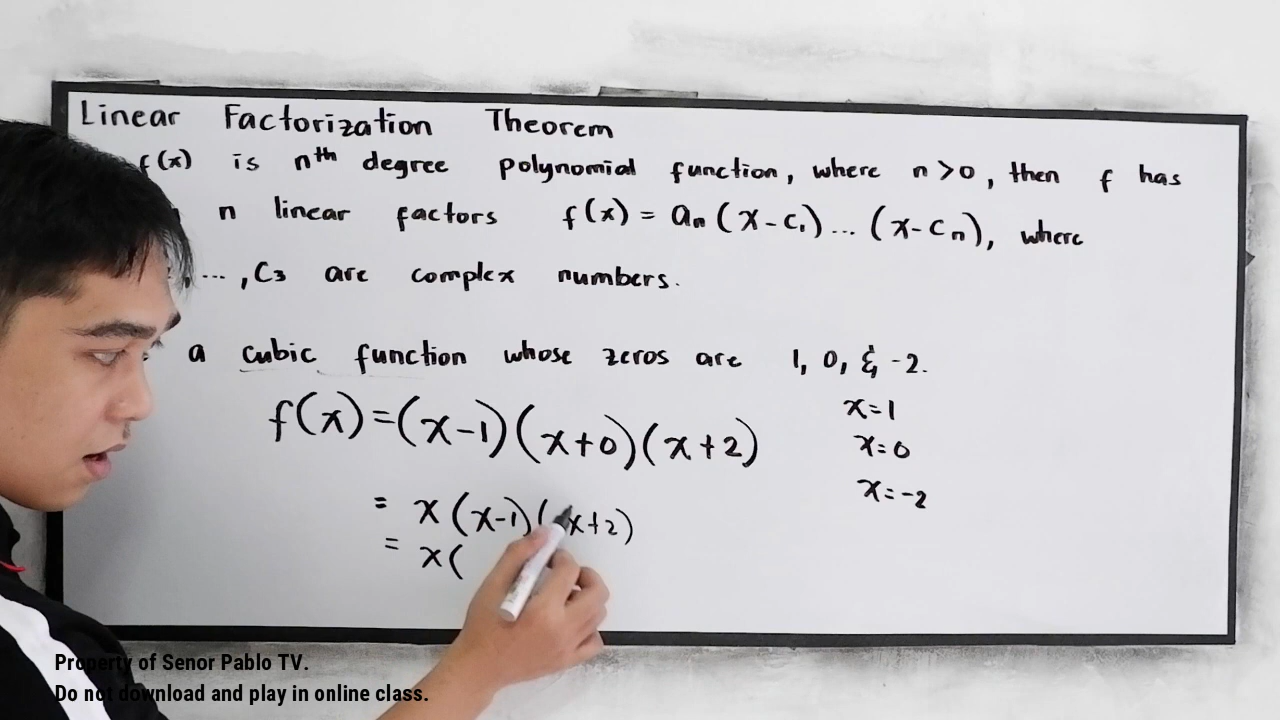 Linear Factorization Theorem
f(x) is nth degree polynomial function, where n>0, then f has
n linear factors f(x) = aₙ(x-c₁)...(x-cₙ), where
... , C₃ are complex numbers.
a cubic function whose zeros are 1, 0, & -2.
f(x)=(x-1)(x+0)(x+2)
x=1
x=0
x=-2
= x(x-1)(x+2)
= x(
Property of Senor Pablo TV.
Do not download and play in online class.